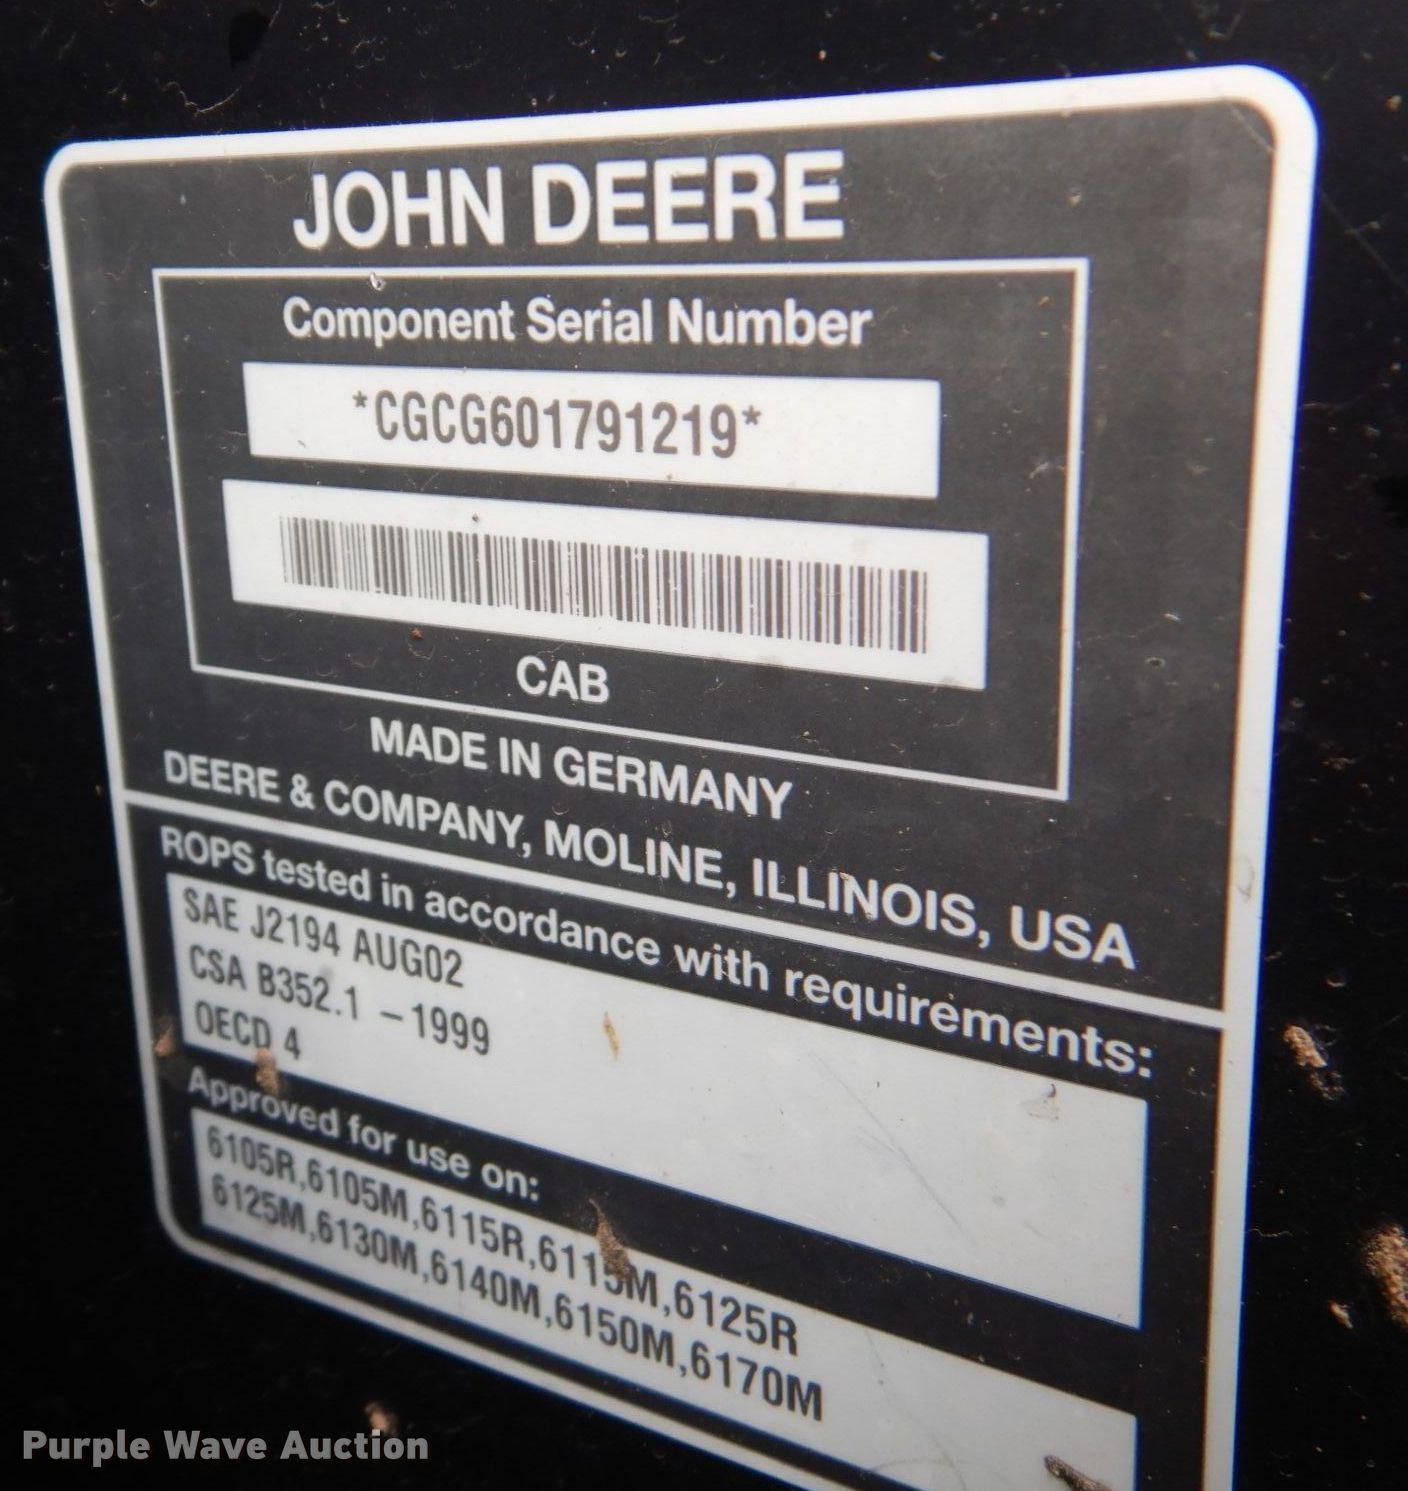 JOHN DEERE
Component Serial Number
*CGCG601791219*
CAB
MADE IN GERMANY
DEERE & COMPANY, MOLINE, ILLINOIS, USA
ROPS tested in accordance with requirements:
SAE J2194 AUG02
CSA B352.1 -1999
OECD 4
Approved for use on:
6105R,6105M,6115R,6115M,6125R
6125M,6130M,6140M,6150M,6170M
Purple Wave Auction